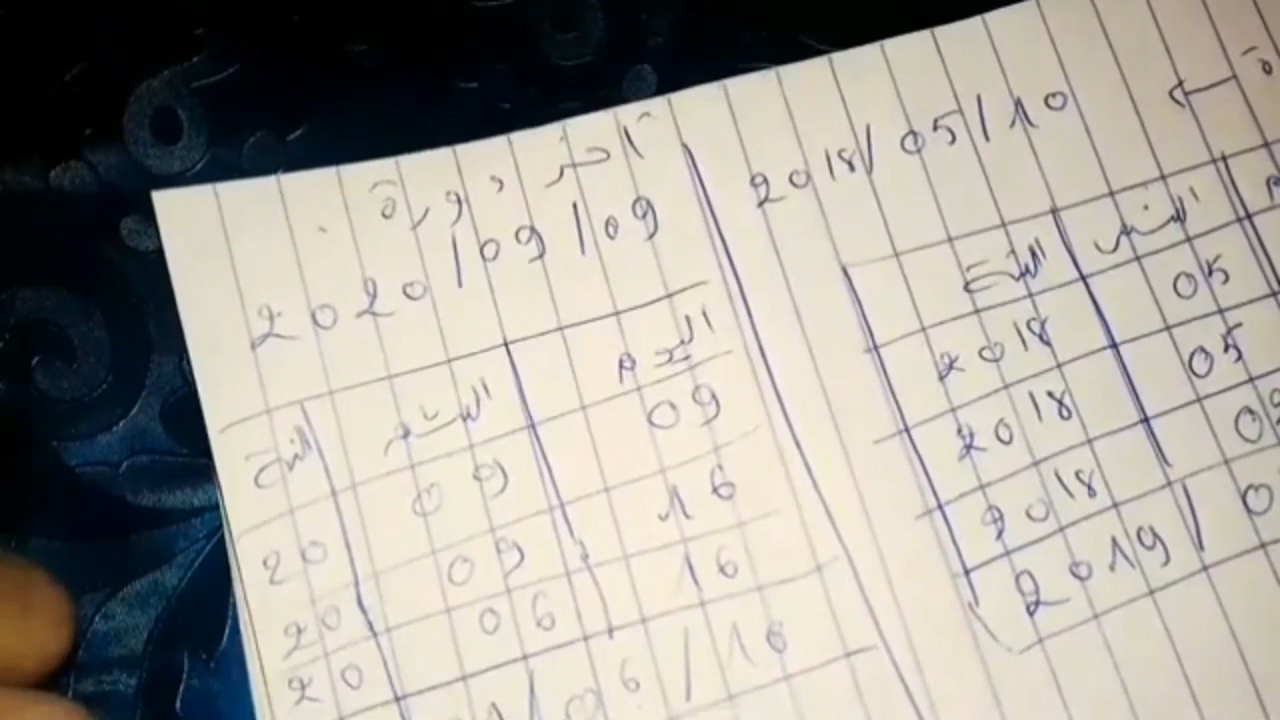 2018/05/10 ←
اليوم الشهر السنة
05 2018
05 2018
2018
2019/
آخر دورة
2020/09/09
اليوم الشهر السنة
09 09 20
16 09 20
16 06 20
/06/16